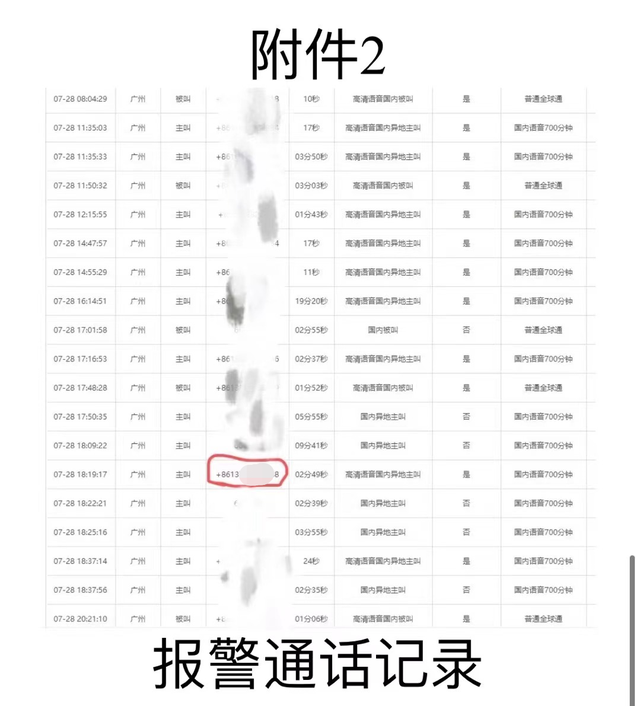 附件2
07-28 08:04:29 广州 被叫 8 10秒 高清语音国内被叫 是 普通全球通
07-28 11:35:03 广州 主叫 +86 17秒 高清语音国内异地主叫 是 国内语音700分钟
07-28 11:35:33 广州 主叫 +861 03分50秒 高清语音国内异地主叫 是 国内语音700分钟
07-28 11:50:32 广州 被叫 + 03分03秒 高清语音国内被叫 是 普通全球通
07-28 12:15:55 广州 主叫 + 01分43秒 高清语音国内异地主叫 是 国内语音700分钟
07-28 14:47:57 广州 主叫 +86 4 17秒 高清语音国内异地主叫 是 国内语音700分钟
07-28 14:55:29 广州 主叫 +86 11秒 高清语音国内异地主叫 是 国内语音700分钟
07-28 16:14:51 广州 主叫 +8 19分20秒 高清语音国内异地主叫 是 国内语音700分钟
07-28 17:01:58 广州 被叫 02分55秒 国内被叫 否 普通全球通
07-28 17:16:53 广州 主叫 +861 6 02分37秒 高清语音国内异地主叫 是 国内语音700分钟
07-28 17:48:28 广州 被叫 +861 01分52秒 高清语音国内被叫 是 普通全球通
07-28 17:50:35 广州 主叫 05分55秒 国内异地主叫 否 国内语音700分钟
07-28 18:09:22 广州 主叫 09分41秒 国内异地主叫 否 国内语音700分钟
07-28 18:19:17 广州 主叫 +8613 8 02分49秒 高清语音国内异地主叫 是 国内语音700分钟
07-28 18:22:21 广州 主叫 02分39秒 国内异地主叫 否 国内语音700分钟
07-28 18:25:16 广州 主叫 03分55秒 国内异地主叫 否 国内语音700分钟
07-28 18:37:14 广州 主叫 + 24秒 高清语音国内异地主叫 是 国内语音700分钟
07-28 18:37:56 广州 主叫 02分35秒 国内异地主叫 否 国内语音700分钟
07-28 20:21:10 广州 被叫 +8 01分06秒 高清语音国内被叫 是 普通全球通
报警通话记录